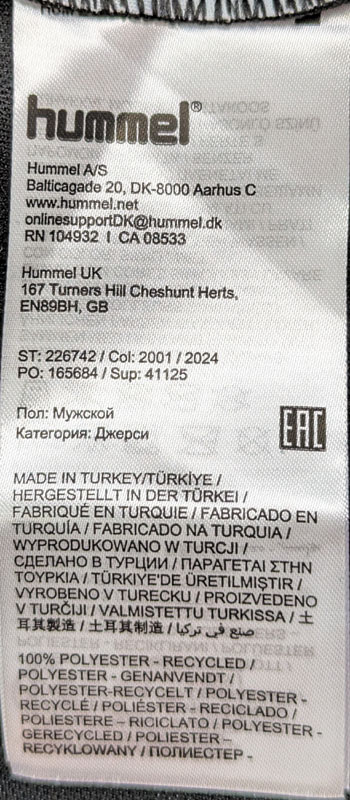 hummel®
Hummel A/S
Balticagade 20, DK-8000 Aarhus C
www.hummel.net
onlinesupportDK@hummel.dk
RN 104932 I CA 08533
Hummel UK
167 Turners Hill Cheshunt Herts,
EN89BH, GB
ST: 226742 / Col: 2001 / 2024
PO: 165684 / Sup: 41125
Пол: Мужской
Категория: Джерси
EAC
MADE IN TURKEY/TÜRKİYE /
HERGESTELLT IN DER TÜRKEI /
FABRIQUÉ EN TURQUIE / FABRICADO EN
TURQUÍA / FABRICADO NA TURQUIA /
WYPRODUKOWANO W TURCJI /
СДЕЛАНО В ТУРЦИИ / ΠΑΡΑΓΕΤΑΙ ΣΤΗΝ
ΤΟΥΡΚΙΑ / TÜRKİYE'DE ÜRETILMIŞTIR /
VYROBENO V TURECKU / PROIZVEDENO
V TURČIJI / VALMISTETTU TURKISSA / 土
耳其製造 / 土耳其制造 / صنع في تركيا /
100% POLYESTER - RECYCLED /
POLYESTER - GENANVENDT /
POLYESTER-RECYCELT / POLYESTER -
RECYCLÉ / POLIÉSTER - RECICLADO /
POLIESTERE – RICICLATO / POLYESTER -
GERECYCLED / POLIESTER –
RECYKLOWANY / ПОЛИЕСТЕР -